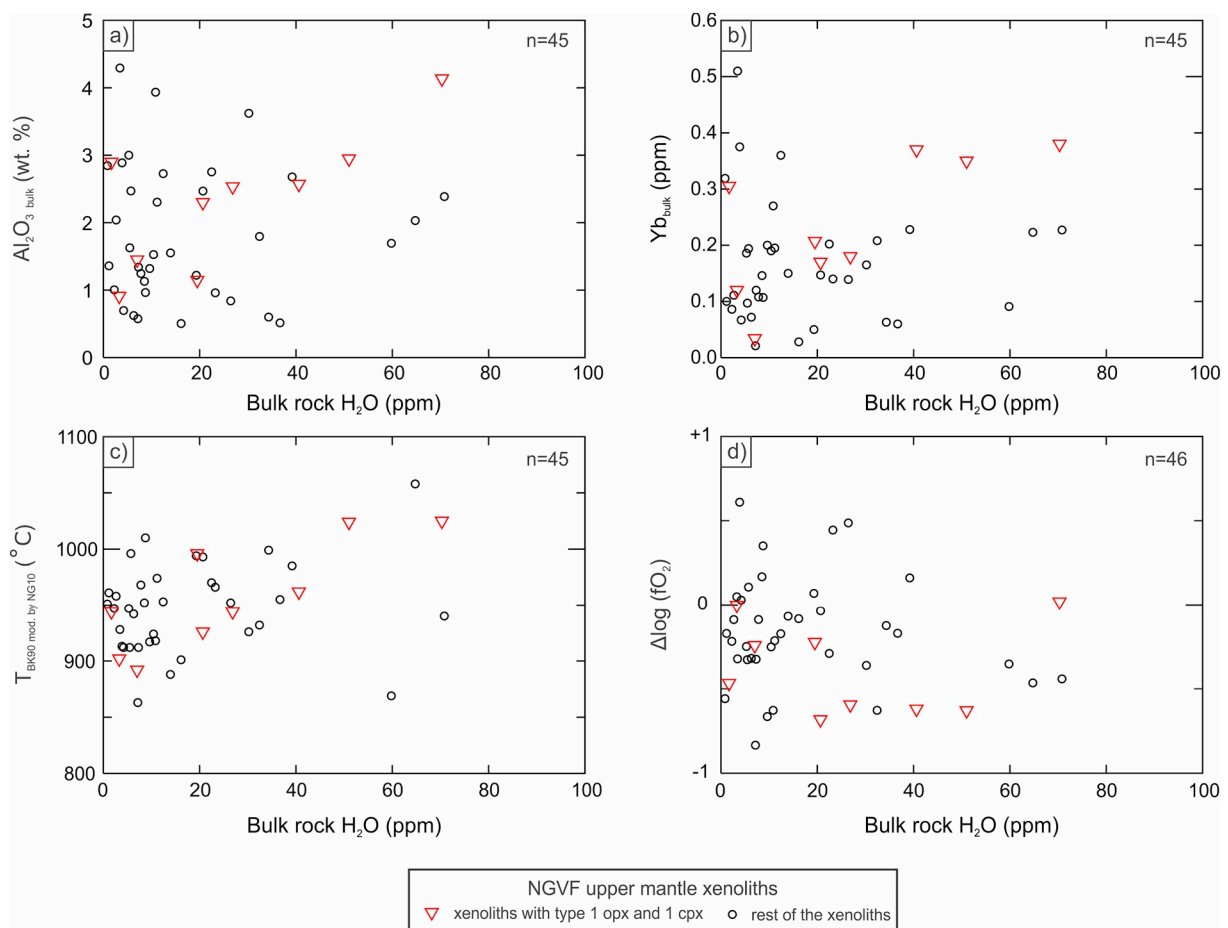 a)
n=45
5
4
3
2
1
0
Al₂O₃ bulk (wt. %)
0 20 40 60 80 100
Bulk rock H₂O (ppm)
b)
n=45
0.6
0.5
0.4
0.3
0.2
0.1
0.0
Yb bulk (ppm)
0 20 40 60 80 100
Bulk rock H₂O (ppm)
c)
n=45
1100
1000
900
800
T BK90 mod. by NG10 (°C)
0 20 40 60 80 100
Bulk rock H₂O (ppm)
d)
n=46
+1
0
-1
Δlog (fO₂)
0 20 40 60 80 100
Bulk rock H₂O (ppm)
NGVF upper mantle xenoliths
xenoliths with type 1 opx and 1 cpx rest of the xenoliths